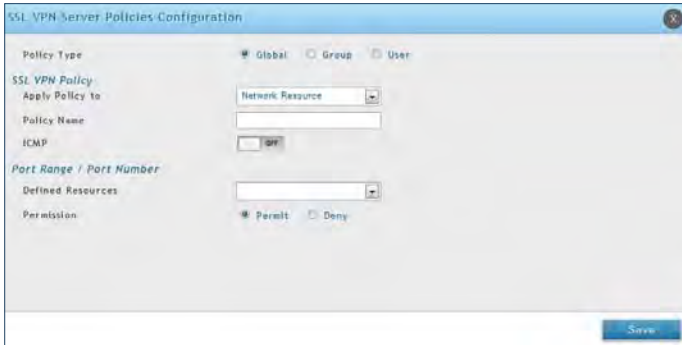 SSL VPN Server Policies Configuration
X
Policy Type Global Group User
SSL VPN Policy
Apply Policy to Network Resource
Policy Name
ICMP OFF
Port Range / Port Number
Defined Resources
Permission Permit Deny
Save